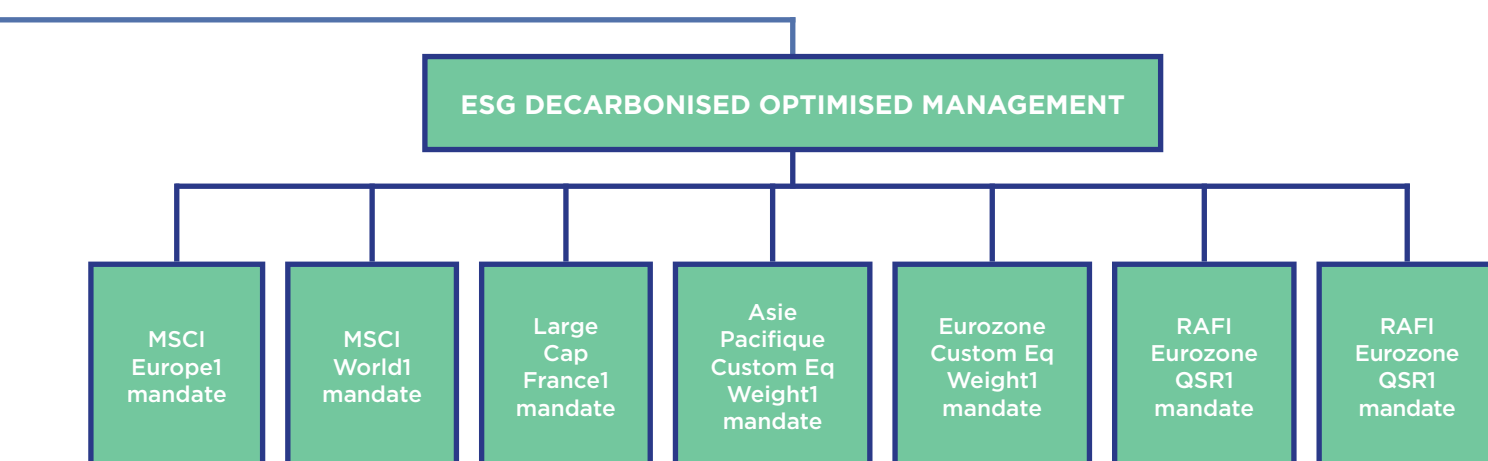 ESG DECARBONISED OPTIMISED MANAGEMENT
MSCI
Europe1
mandate
MSCI
World1
mandate
Large
Cap
France1
mandate
Asie
Pacifique
Custom Eq
Weight1
mandate
Eurozone
Custom Eq
Weight1
mandate
RAFI
Eurozone
QSR1
mandate
RAFI
Eurozone
QSR1
mandate